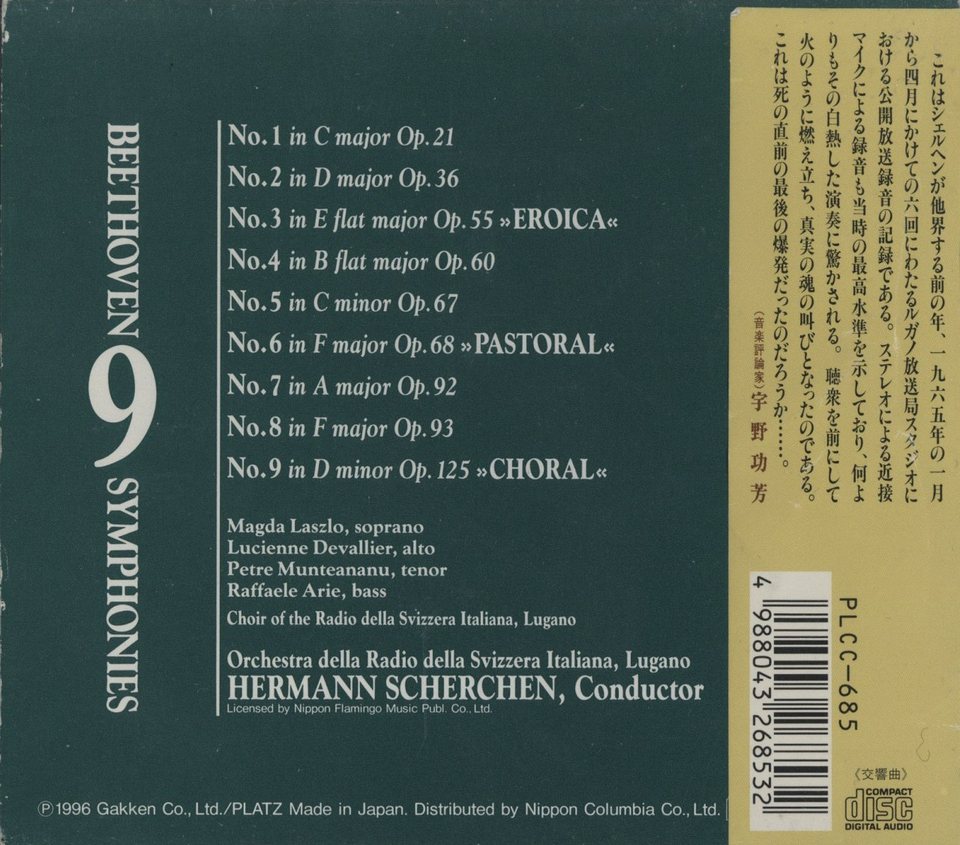 BEETHOVEN 9 SYMPHONIES
No.1 in C major Op.21
No.2 in D major Op.36
No.3 in E flat major Op.55 »EROICA«
No.4 in B flat major Op.60
No.5 in C minor Op.67
No.6 in F major Op.68 »PASTORAL«
No.7 in A major Op.92
No.8 in F major Op.93
No.9 in D minor Op.125 »CHORAL«
Magda Laszlo, soprano
Lucienne Devallier, alto
Petre Munteananu, tenor
Raffaele Arie, bass
Choir of the Radio della Svizzera Italiana, Lugano
Orchestra della Radio della Svizzera Italiana, Lugano
HERMANN SCHERCHEN, Conductor
Licensed by Nippon Flamingo Music Publ. Co., Ltd.
Ⓟ1996 Gakken Co., Ltd./PLATZ Made in Japan. Distributed by Nippon Columbia Co., Ltd.
これはシェルヘンが他界する前の年、一九六五年の一月
から四月にかけての六回にわたるルガノ放送局スタジオに
おける公開放送録音の記録である。ステレオによる近接
マイクによる録音も当時の最高水準を示しており、何よ
りもその白熱した演奏に驚かされる。聴衆を前にして
火のように燃え立ち、真実の魂の叫びとなったのである。
これは死の直前の最後の爆発だったのだろうか……。
(音楽評論家) 宇野功芳
PLCC-685
4 988043 268532
《交響曲》
COMPACT
disc
DIGITAL AUDIO